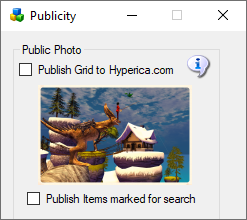 Publicity
Public Photo
Publish Grid to Hyperica.com
Publish Items marked for search